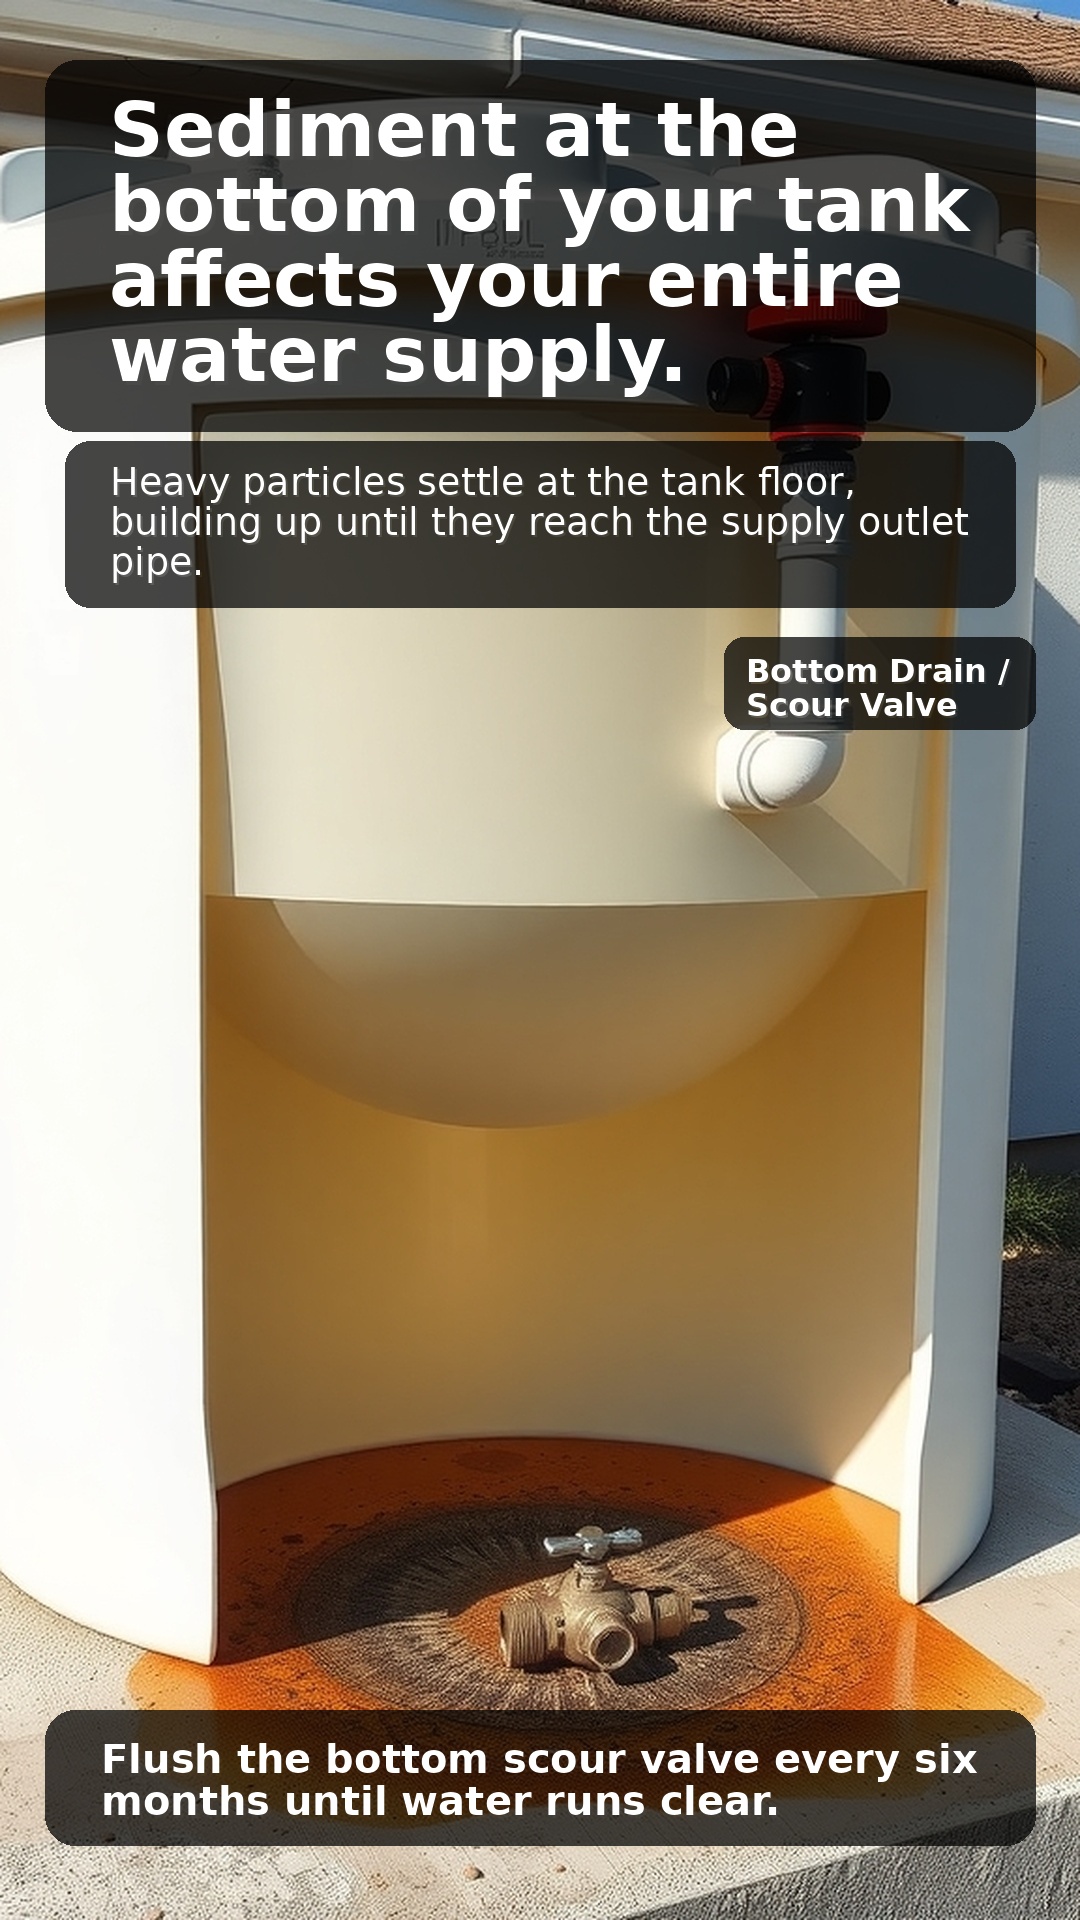 Sediment at the
bottom of your tank
affects your entire
water supply.
Heavy particles settle at the tank floor,
building up until they reach the supply outlet
pipe.
Bottom Drain /
Scour Valve
Flush the bottom scour valve every six
months until water runs clear.